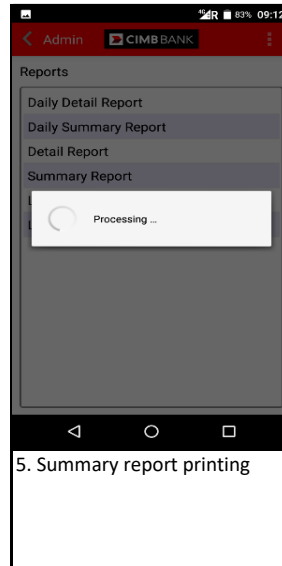 4G R 83% 09:12
Admin CIMB BANK
Reports
Daily Detail Report
Daily Summary Report
Detail Report
Summary Report
L
L
Processing ...
5. Summary report printing